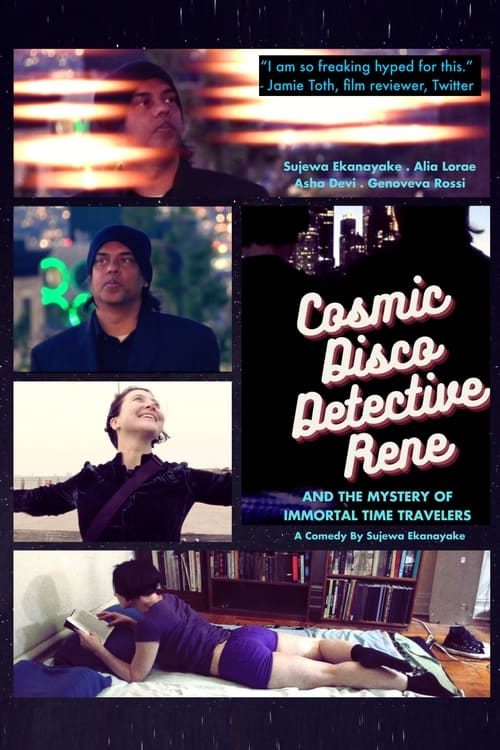 “I am so freaking hyped for this.”
- Jamie Toth, film reviewer, Twitter
Sujewa Ekanayake . Alia Lorae
Asha Devi . Genoveva Rossi
Cosmic
Disco
Detective
Rene
AND THE MYSTERY OF
IMMORTAL TIME TRAVELERS
A Comedy By Sujewa Ekanayake